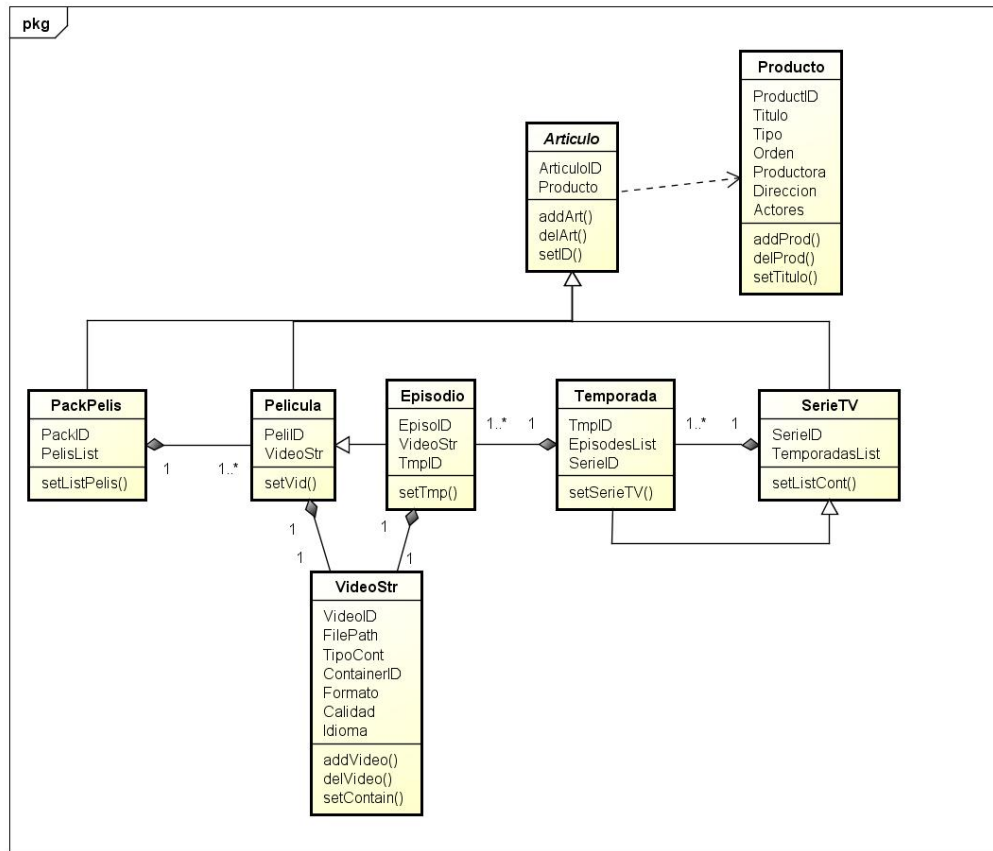 pkg
Producto
ProductID
Titulo
Tipo
Orden
Productora
Direccion
Actores
addProd()
delProd()
setTitulo()
Articulo
ArticuloID
Producto
addArt()
delArt()
setID()
PackPelis
PackID
PelisList
setListPelis()
1
1..*
Pelicula
PeliID
VideoStr
setVid()
Episodio
EpisoID
VideoStr
TmpID
setTmp()
1..*
1
Temporada
TmpID
EpisodesList
SerieID
setSerieTV()
1..*
1
SerieTV
SerieID
TemporadasList
setListCont()
1
1
1
1
VideoStr
VideoID
FilePath
TipoCont
ContainerID
Formato
Calidad
Idioma
addVideo()
delVideo()
setContain()